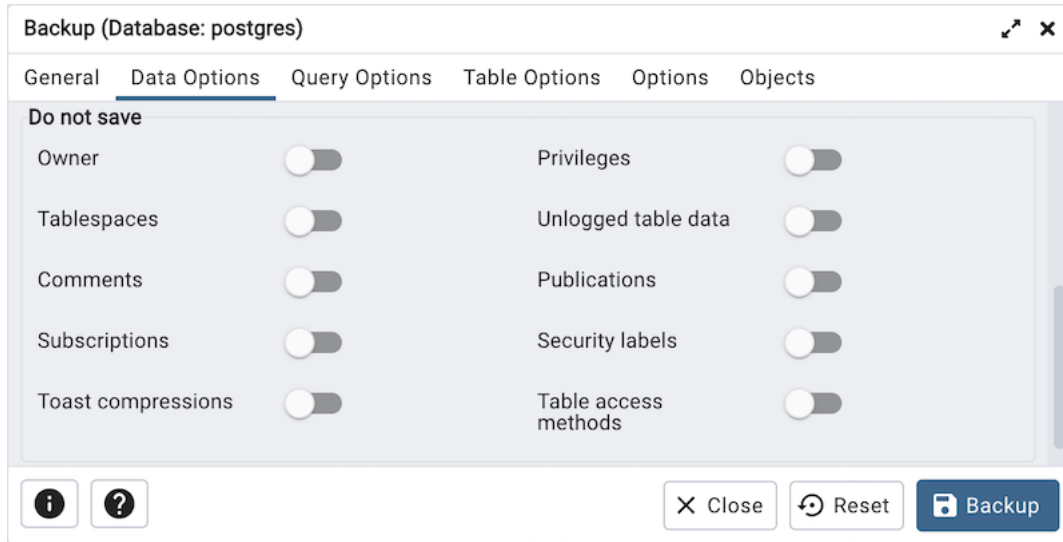 Backup (Database: postgres)
General Data Options Query Options Table Options Options Objects
Do not save
Owner Privileges
Tablespaces Unlogged table data
Comments Publications
Subscriptions Security labels
Toast compressions Table access
methods
Close Reset Backup